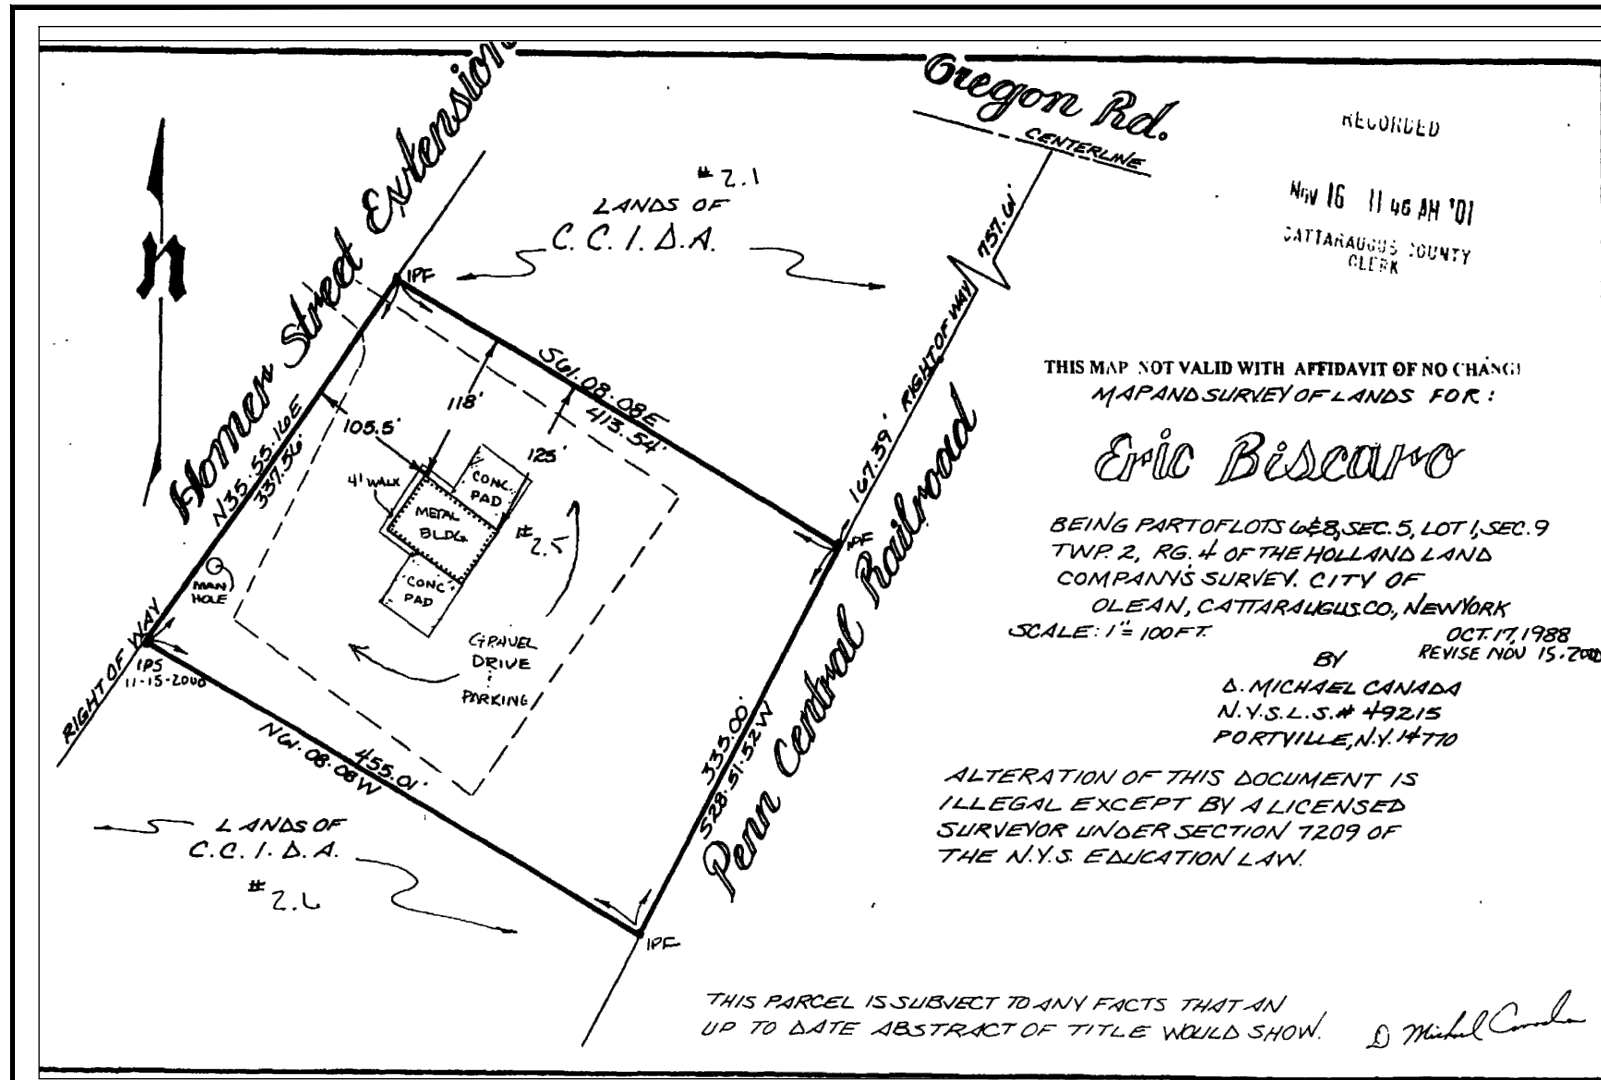 Homer Street Extension
Oregon Rd.
CENTERLINE
RECORDED
NOV 16 11 46 AM '01
CATTARAUGUS COUNTY
CLERK
n
#2.1
LANDS OF
C.C.I.D.A.
757.61'
RIGHT OF WAY
167.39'
IPF
S61.08.08E
413.54'
118'
105.5'
125'
N35.55.16E
337.56'
4' WALK
CONC.
PAD
METAL
BLDG
#2.5
CONC
PAD
MAN
HOLE
IPF
Penn Central Railroad
RIGHT OF WAY
IPS
11-15-2000
GRAVEL
DRIVE
PARKING
N61.08.08W
455.01'
335.00'
S28.51.52W
LANDS OF
C.C.I.D.A.
#2.6
IPF
THIS MAP NOT VALID WITH AFFIDAVIT OF NO CHANGE
MAP AND SURVEY OF LANDS FOR:
Eric Biscaro
BEING PART OF LOTS 6&8, SEC. 5, LOT 1, SEC. 9
TWP. 2, RG. 4 OF THE HOLLAND LAND
COMPANY'S SURVEY. CITY OF
OLEAN, CATTARAUGUS CO., NEW YORK
SCALE: 1"= 100 FT.
OCT. 17, 1988
REVISE NOV 15. 2000
BY
D. MICHAEL CANADA
N.Y.S.L.S.# 49215
PORTVILLE, N.Y. 14770
ALTERATION OF THIS DOCUMENT IS
ILLEGAL EXCEPT BY A LICENSED
SURVEYOR UNDER SECTION 7209 OF
THE N.Y.S. EDUCATION LAW.
THIS PARCEL IS SUBJECT TO ANY FACTS THAT AN
UP TO DATE ABSTRACT OF TITLE WOULD SHOW.
D Michael Canada